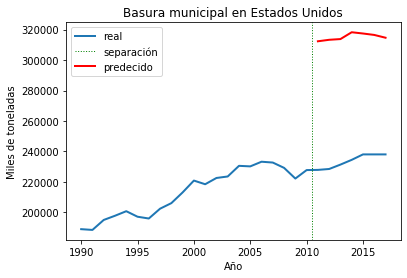 Basura municipal en Estados Unidos
real
separación
predecido
Miles de toneladas
320000
300000
280000
260000
240000
220000
200000
1990
1995
2000
2005
2010
2015
Año